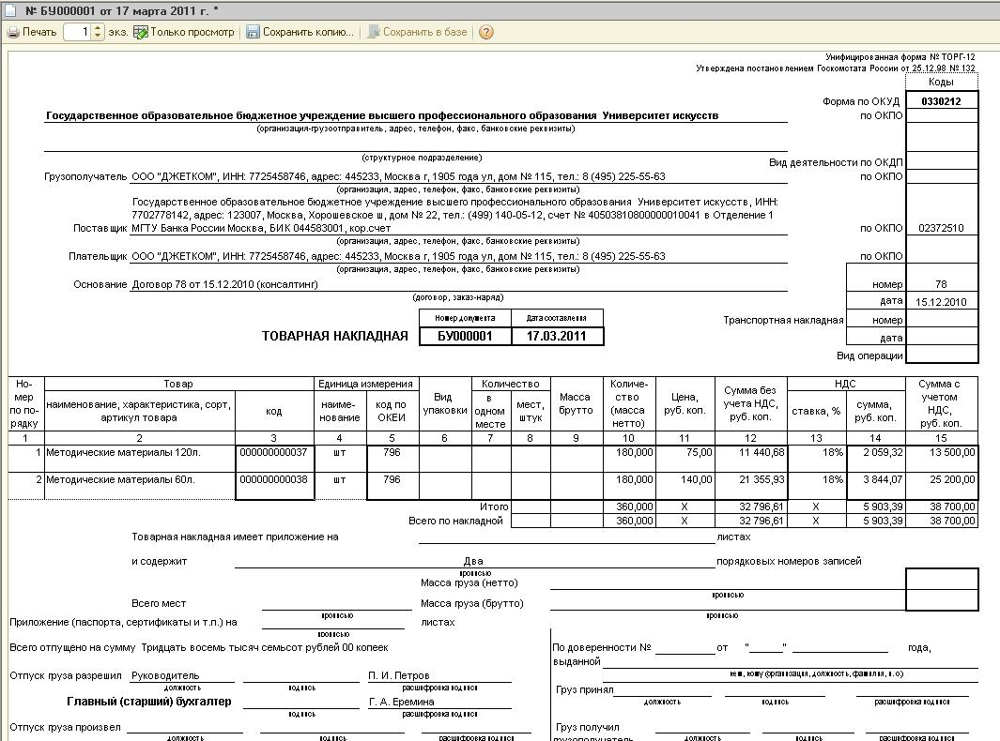 № БУ000001 от 17 марта 2011 г. *
Печать 1 экз. Только просмотр Сохранить копию... Сохранить в базе ?
Унифицированная форма № ТОРГ-12
Утверждена постановлением Госкомстата России от 25.12.98 № 132
Коды
Форма по ОКУД 0330212
Государственное образовательное бюджетное учреждение высшего профессионального образования Университет искусств по ОКПО
(организация-грузоотправитель, адрес, телефон, факс, банковские реквизиты)
(структурное подразделение)
Вид деятельности по ОКДП
Грузополучатель ООО "ДЖЕТКОМ", ИНН: 7725458746, адрес: 445233, Москва г, 1905 года ул, дом № 115, тел.: 8 (495) 225-55-63 по ОКПО
(организация, адрес, телефон, факс, банковские реквизиты)
Государственное образовательное бюджетное учреждение высшего профессионального образования Университет искусств, ИНН:
7702778142, адрес: 123007, Москва, Хорошевское ш, дом № 22, тел.: (499) 140-05-12, счет № 40503810800000010041 в Отделение 1
Поставщик МГТУ Банка России Москва, БИК 044583001, кор.счет по ОКПО 02372510
(организация, адрес, телефон, факс, банковские реквизиты)
Плательщик ООО "ДЖЕТКОМ", ИНН: 7725458746, адрес: 445233, Москва г, 1905 года ул, дом № 115, тел.: 8 (495) 225-55-63 по ОКПО
(организация, адрес, телефон, факс, банковские реквизиты)
Основание Договор 78 от 15.12.2010 (консалтинг) номер 78
(договор, заказ-наряд) дата 15.12.2010
Номер документа Дата составления Транспортная накладная номер
ТОВАРНАЯ НАКЛАДНАЯ БУ000001 17.03.2011 дата
Вид операции
Но-мер по по-рядку Товар Единица измерения Вид упаковки Количество Масса брутто Количе-ство (масса нетто) Цена, руб. коп. Сумма без учета НДС, руб. коп. НДС Сумма с учетом НДС, руб. коп.
наименование, характеристика, сорт, артикул товара код наиме-нование код по ОКЕИ в одном месте мест, штук ставка, % сумма, руб. коп.
1 2 3 4 5 6 7 8 9 10 11 12 13 14 15
1 Методические материалы 120л. 000000000037 шт 796 180,000 75,00 11 440,68 18% 2 059,32 13 500,00
2 Методические материалы 60л. 000000000038 шт 796 180,000 140,00 21 355,93 18% 3 844,07 25 200,00
Итого 360,000 X 32 796,61 X 5 903,39 38 700,00
Всего по накладной 360,000 X 32 796,61 X 5 903,39 38 700,00
Товарная накладная имеет приложение на листах
и содержит Два порядковых номеров записей
прописью
Масса груза (нетто)
прописью
Всего мест Масса груза (брутто)
прописью прописью
Приложение (паспорта, сертификаты и т.п.) на листах
прописью
Всего отпущено на сумму Тридцать восемь тысяч семьсот рублей 00 копеек По доверенности № от "  " года,
выданной
кем, кому (организация, должность, фамилия, и. о.)
Отпуск груза разрешил Руководитель П. И. Петров
должность подпись расшифровка подписи
Груз принял
должность подпись расшифровка подписи
Главный (старший) бухгалтер Г. А. Еремина
подпись расшифровка подписи
Отпуск груза произвел Груз получил
должность подпись расшифровка подписи грузополучатель должность подпись расшифровка подписи